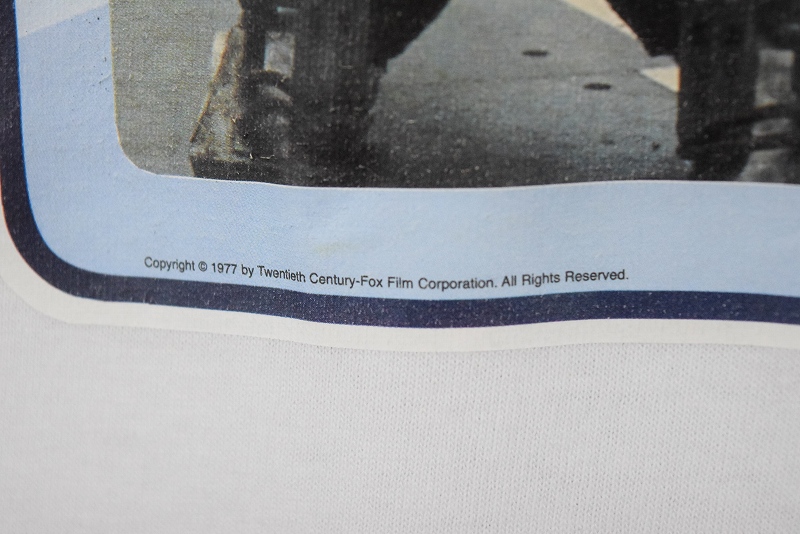 Copyright © 1977 by Twentieth Century-Fox Film Corporation. All Rights Reserved.